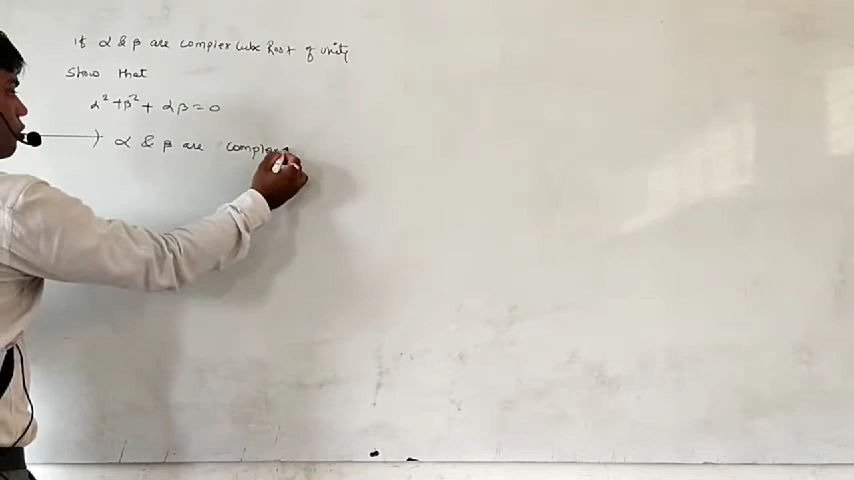 If α & β are complex Cube Root of unity
Show that
α² + β² + αβ = 0
→ α & β are complex